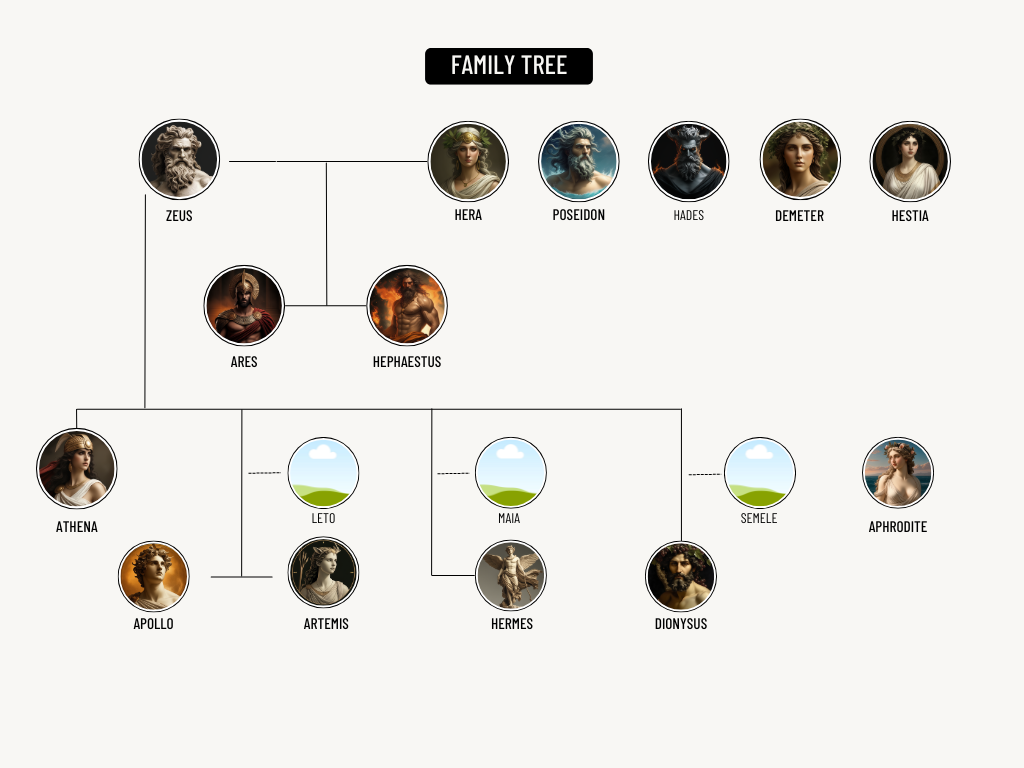 FAMILY TREE
ZEUS
HERA
POSEIDON
HADES
DEMETER
HESTIA
ARES
HEPHAESTUS
LETO
MAIA
SEMELE
ATHENA
APHRODITE
APOLLO
ARTEMIS
HERMES
DIONYSUS